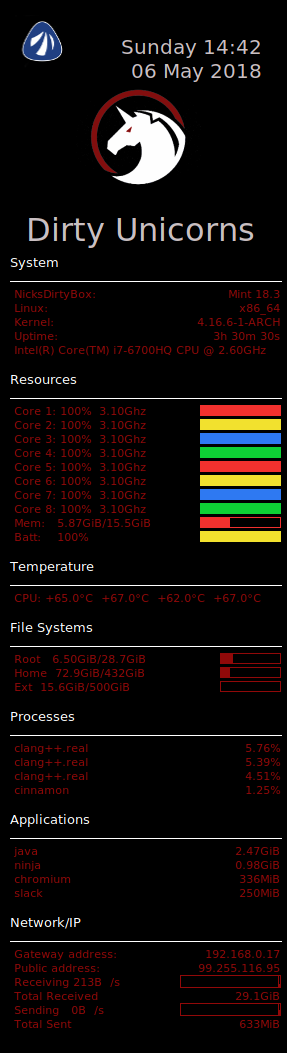 Sunday 14:42
06 May 2018
Dirty Unicorns
System
NicksDirtyBox: Mint 18.3
Linux: x86_64
Kernel: 4.16.6-1-ARCH
Uptime: 3h 30m 30s
Intel(R) Core(TM) i7-6700HQ CPU @ 2.60GHz
Resources
Core 1: 100% 3.10Ghz
Core 2: 100% 3.10Ghz
Core 3: 100% 3.10Ghz
Core 4: 100% 3.10Ghz
Core 5: 100% 3.10Ghz
Core 6: 100% 3.10Ghz
Core 7: 100% 3.10Ghz
Core 8: 100% 3.10Ghz
Mem: 5.87GiB/15.5GiB
Batt: 100%
Temperature
CPU: +65.0°C +67.0°C +62.0°C +67.0°C
File Systems
Root 6.50GiB/28.7GiB
Home 72.9GiB/432GiB
Ext 15.6GiB/500GiB
Processes
clang++.real 5.76%
clang++.real 5.39%
clang++.real 4.51%
cinnamon 1.25%
Applications
java 2.47GiB
ninja 0.98GiB
chromium 336MiB
slack 250MiB
Network/IP
Gateway address: 192.168.0.17
Public address: 99.255.116.95
Receiving 213B /s
Total Received 29.1GiB
Sending 0B /s
Total Sent 633MiB